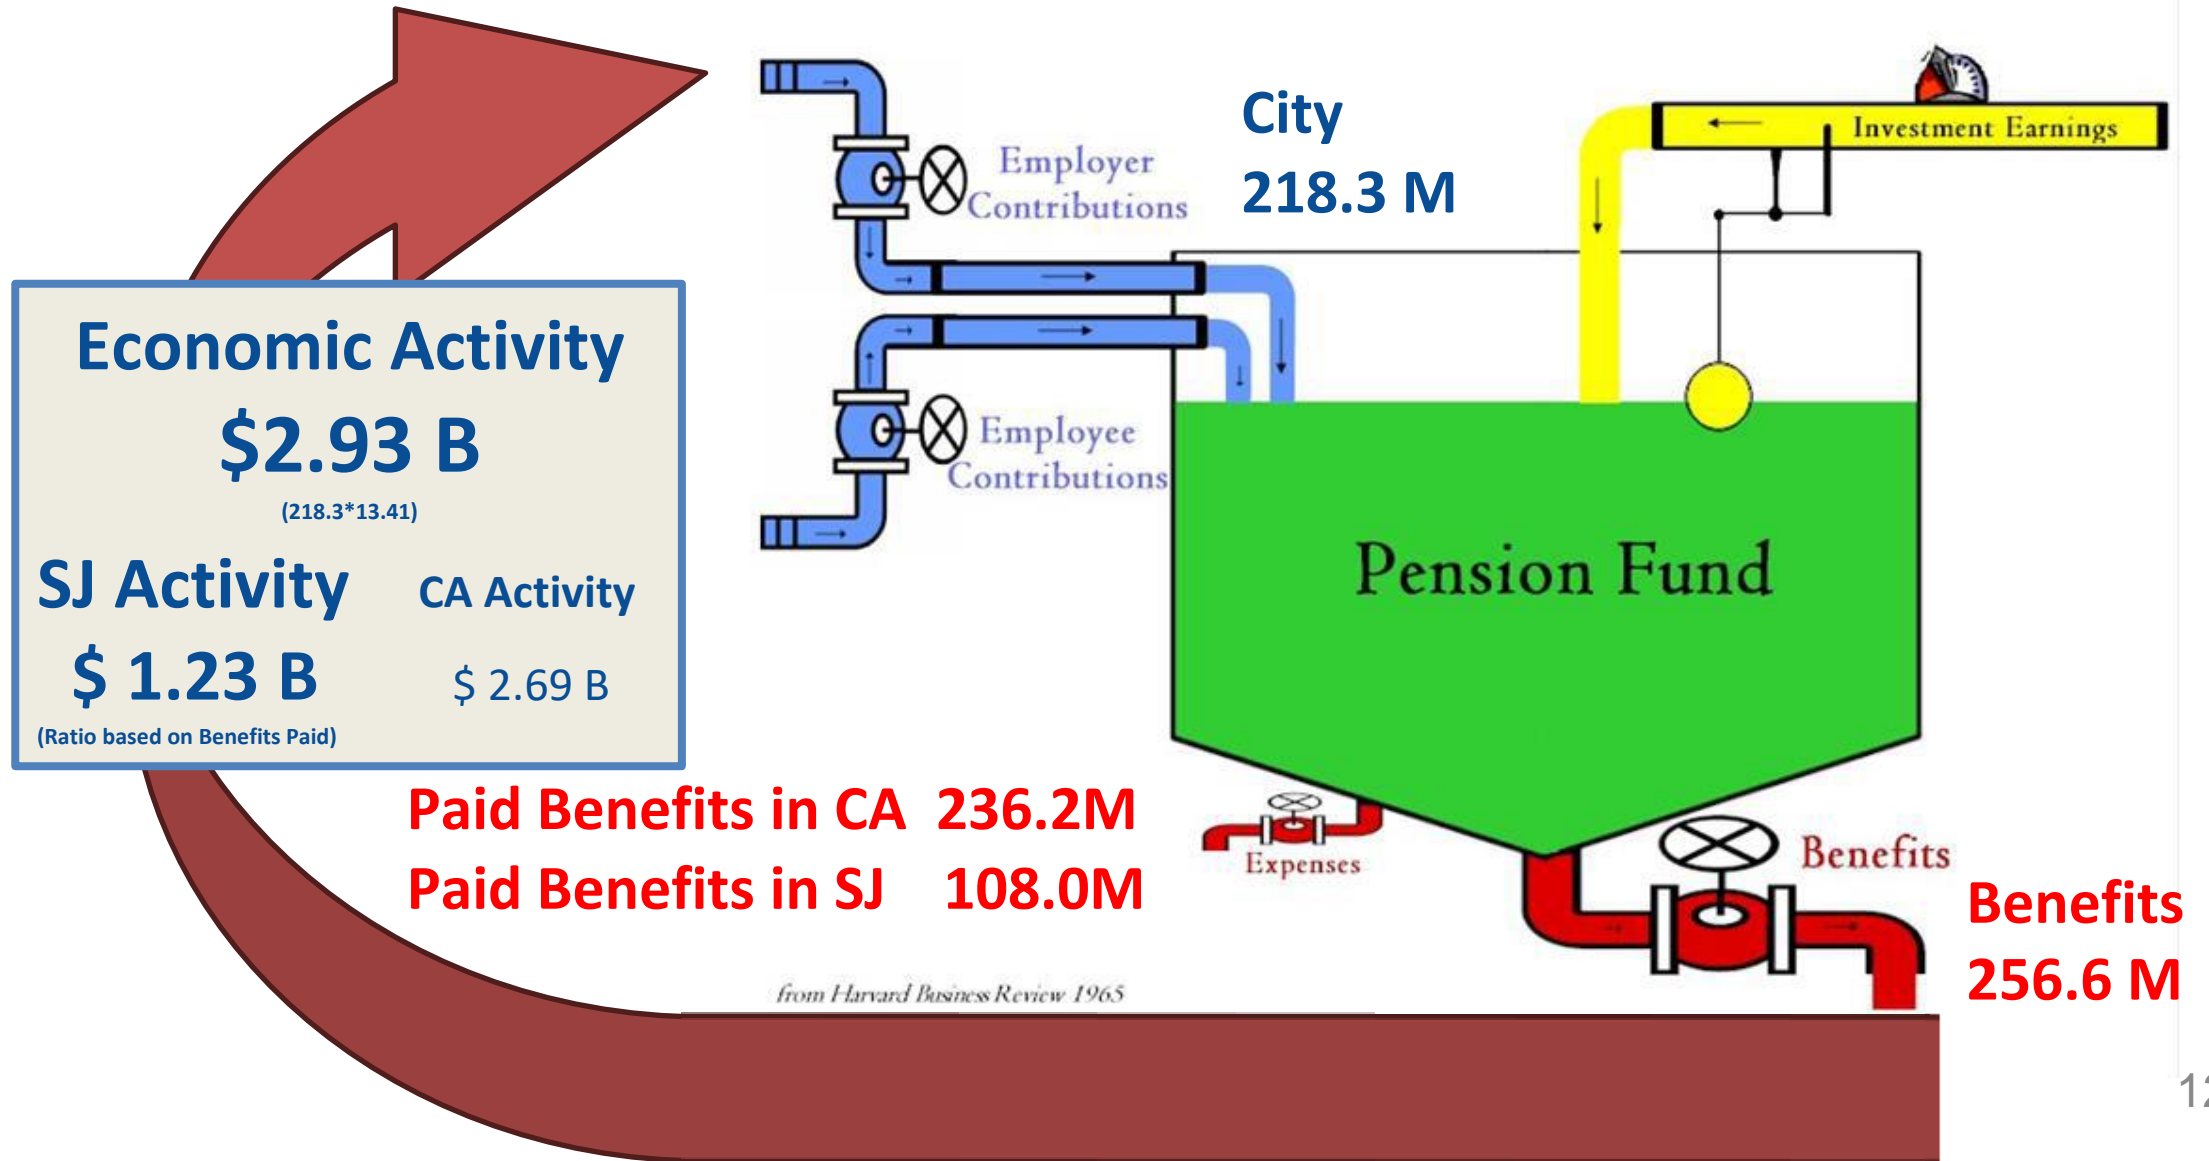 City
218.3 M
Investment Earnings
Employer
Contributions
Employee
Contributions
Economic Activity
$2.93 B
(218.3*13.41)
SJ Activity CA Activity
$ 1.23 B $ 2.69 B
(Ratio based on Benefits Paid)
Pension Fund
Paid Benefits in CA 236.2M
Paid Benefits in SJ 108.0M
Expenses
Benefits
Benefits
256.6 M
from Harvard Business Review 1965